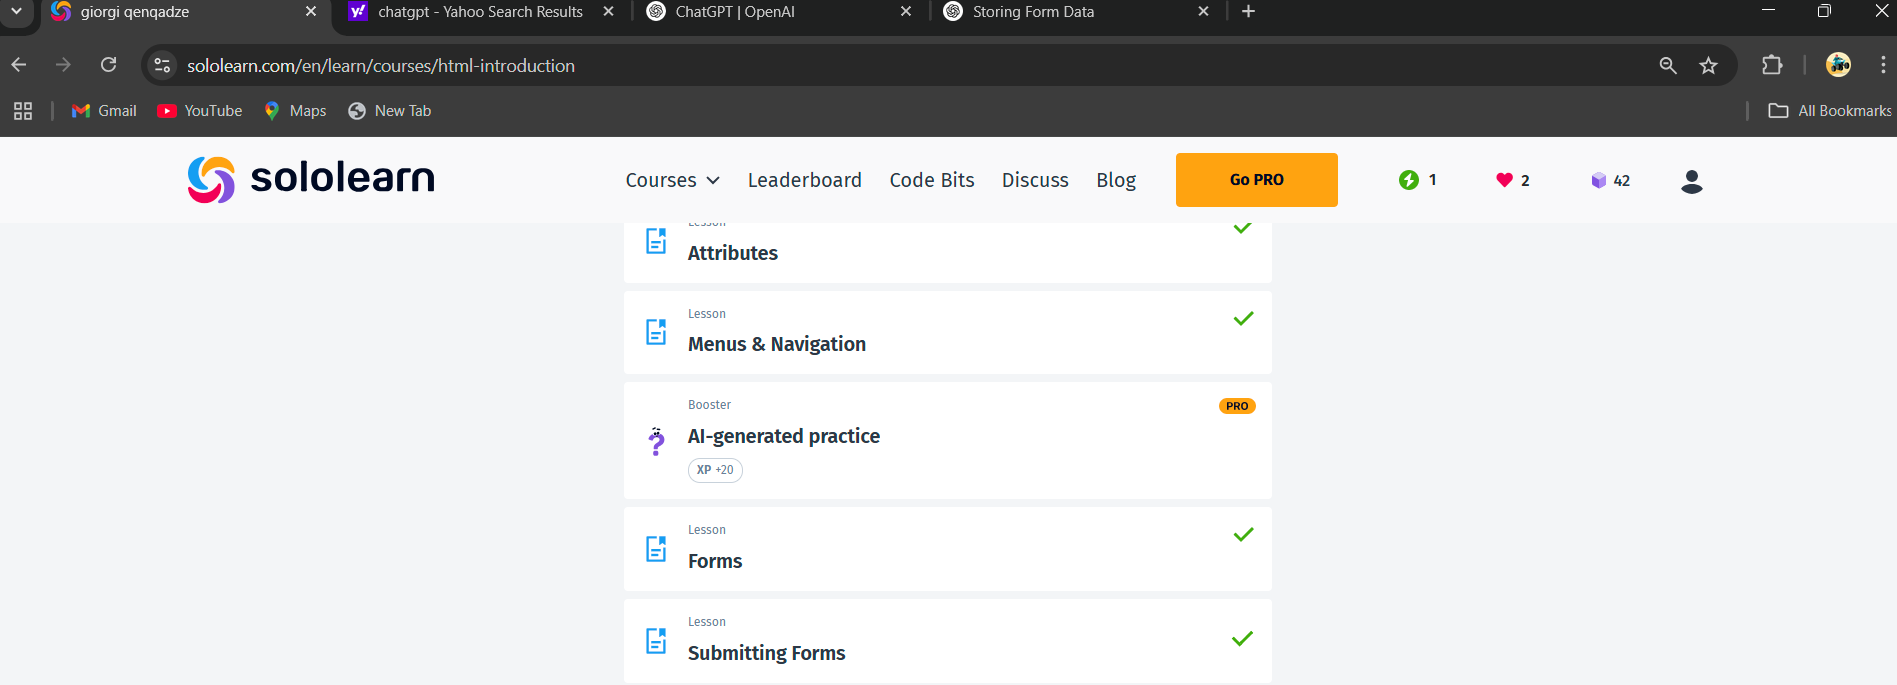 giorgi qenqadze
chatgpt - Yahoo Search Results
ChatGPT | OpenAI
Storing Form Data
sololearn.com/en/learn/courses/html-introduction
Gmail
YouTube
Maps
New Tab
All Bookmarks
sololearn
Courses
Leaderboard
Code Bits
Discuss
Blog
Go PRO
1
2
42
Lesson
Attributes
Lesson
Menus & Navigation
Booster
PRO
AI-generated practice
XP +20
Lesson
Forms
Lesson
Submitting Forms